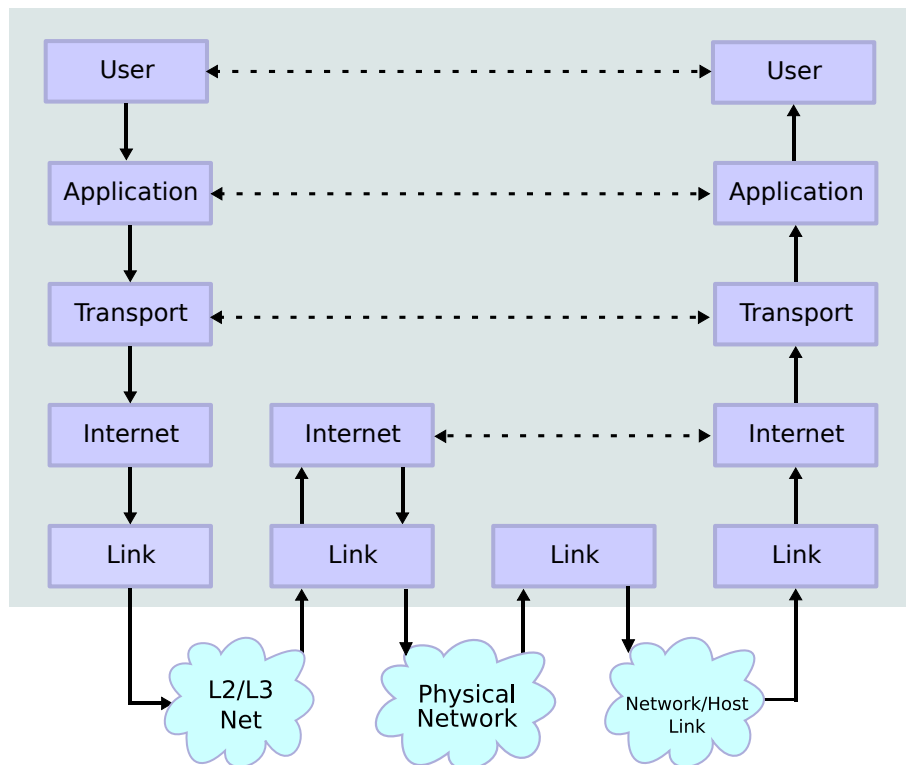 User
User
Application
Application
Transport
Transport
Internet
Internet
Internet
Link
Link
Link
Link
L2/L3
Net
Physical
Network
Network/Host
Link